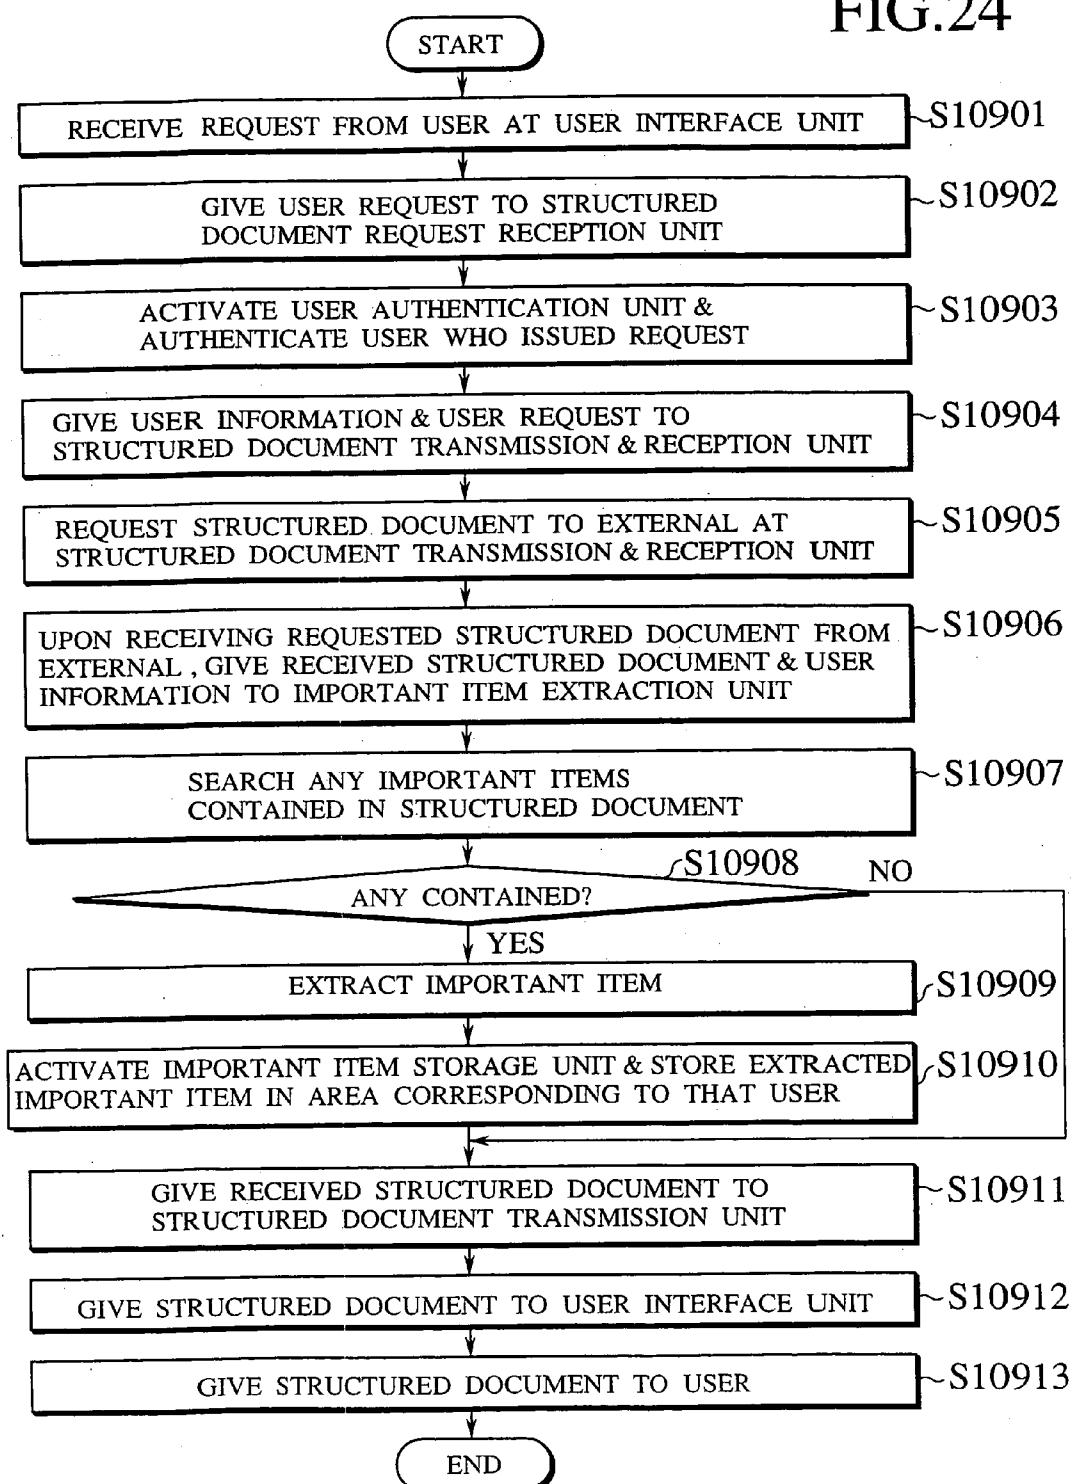 FIG.24
START
RECEIVE REQUEST FROM USER AT USER INTERFACE UNIT
S10901
GIVE USER REQUEST TO STRUCTURED
DOCUMENT REQUEST RECEPTION UNIT
S10902
ACTIVATE USER AUTHENTICATION UNIT &
AUTHENTICATE USER WHO ISSUED REQUEST
S10903
GIVE USER INFORMATION & USER REQUEST TO
STRUCTURED DOCUMENT TRANSMISSION & RECEPTION UNIT
S10904
REQUEST STRUCTURED DOCUMENT TO EXTERNAL AT
STRUCTURED DOCUMENT TRANSMISSION & RECEPTION UNIT
S10905
UPON RECEIVING REQUESTED STRUCTURED DOCUMENT FROM
EXTERNAL , GIVE RECEIVED STRUCTURED DOCUMENT & USER
INFORMATION TO IMPORTANT ITEM EXTRACTION UNIT
S10906
SEARCH ANY IMPORTANT ITEMS
CONTAINED IN STRUCTURED DOCUMENT
S10907
S10908
NO
ANY CONTAINED?
YES
EXTRACT IMPORTANT ITEM
S10909
ACTIVATE IMPORTANT ITEM STORAGE UNIT & STORE EXTRACTED
IMPORTANT ITEM IN AREA CORRESPONDING TO THAT USER
S10910
GIVE RECEIVED STRUCTURED DOCUMENT TO
STRUCTURED DOCUMENT TRANSMISSION UNIT
S10911
GIVE STRUCTURED DOCUMENT TO USER INTERFACE UNIT
S10912
GIVE STRUCTURED DOCUMENT TO USER
S10913
END